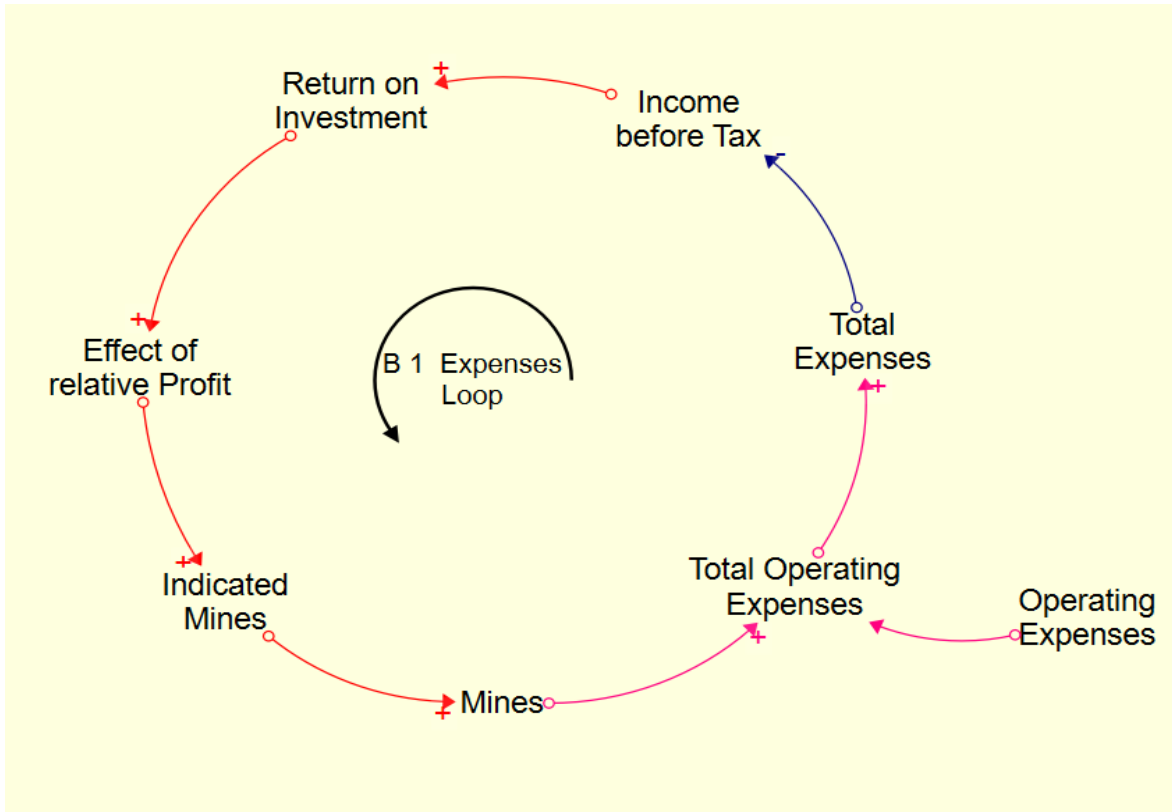 Return on
Investment
+
Income
before Tax
-
+
Effect of
relative Profit
B 1 Expenses
Loop
Total
Expenses
+
+
Indicated
Mines
Total Operating
Expenses
+
Operating
Expenses
Mines
+